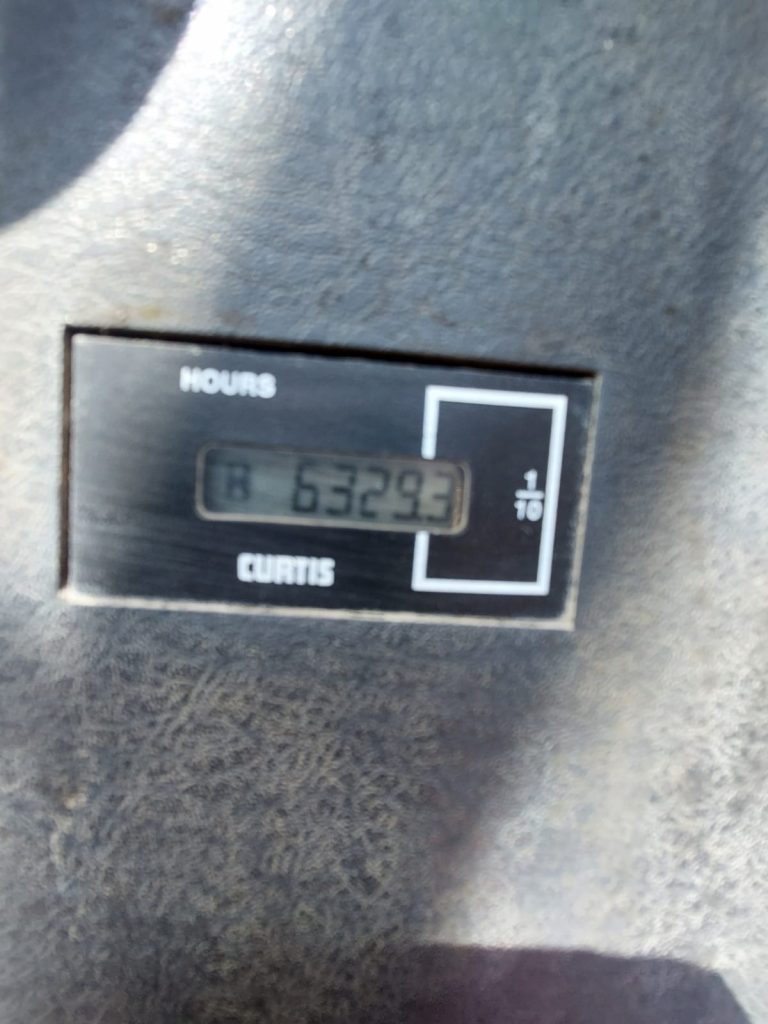 HOURS
R 6329.3
1/10
CURTIS